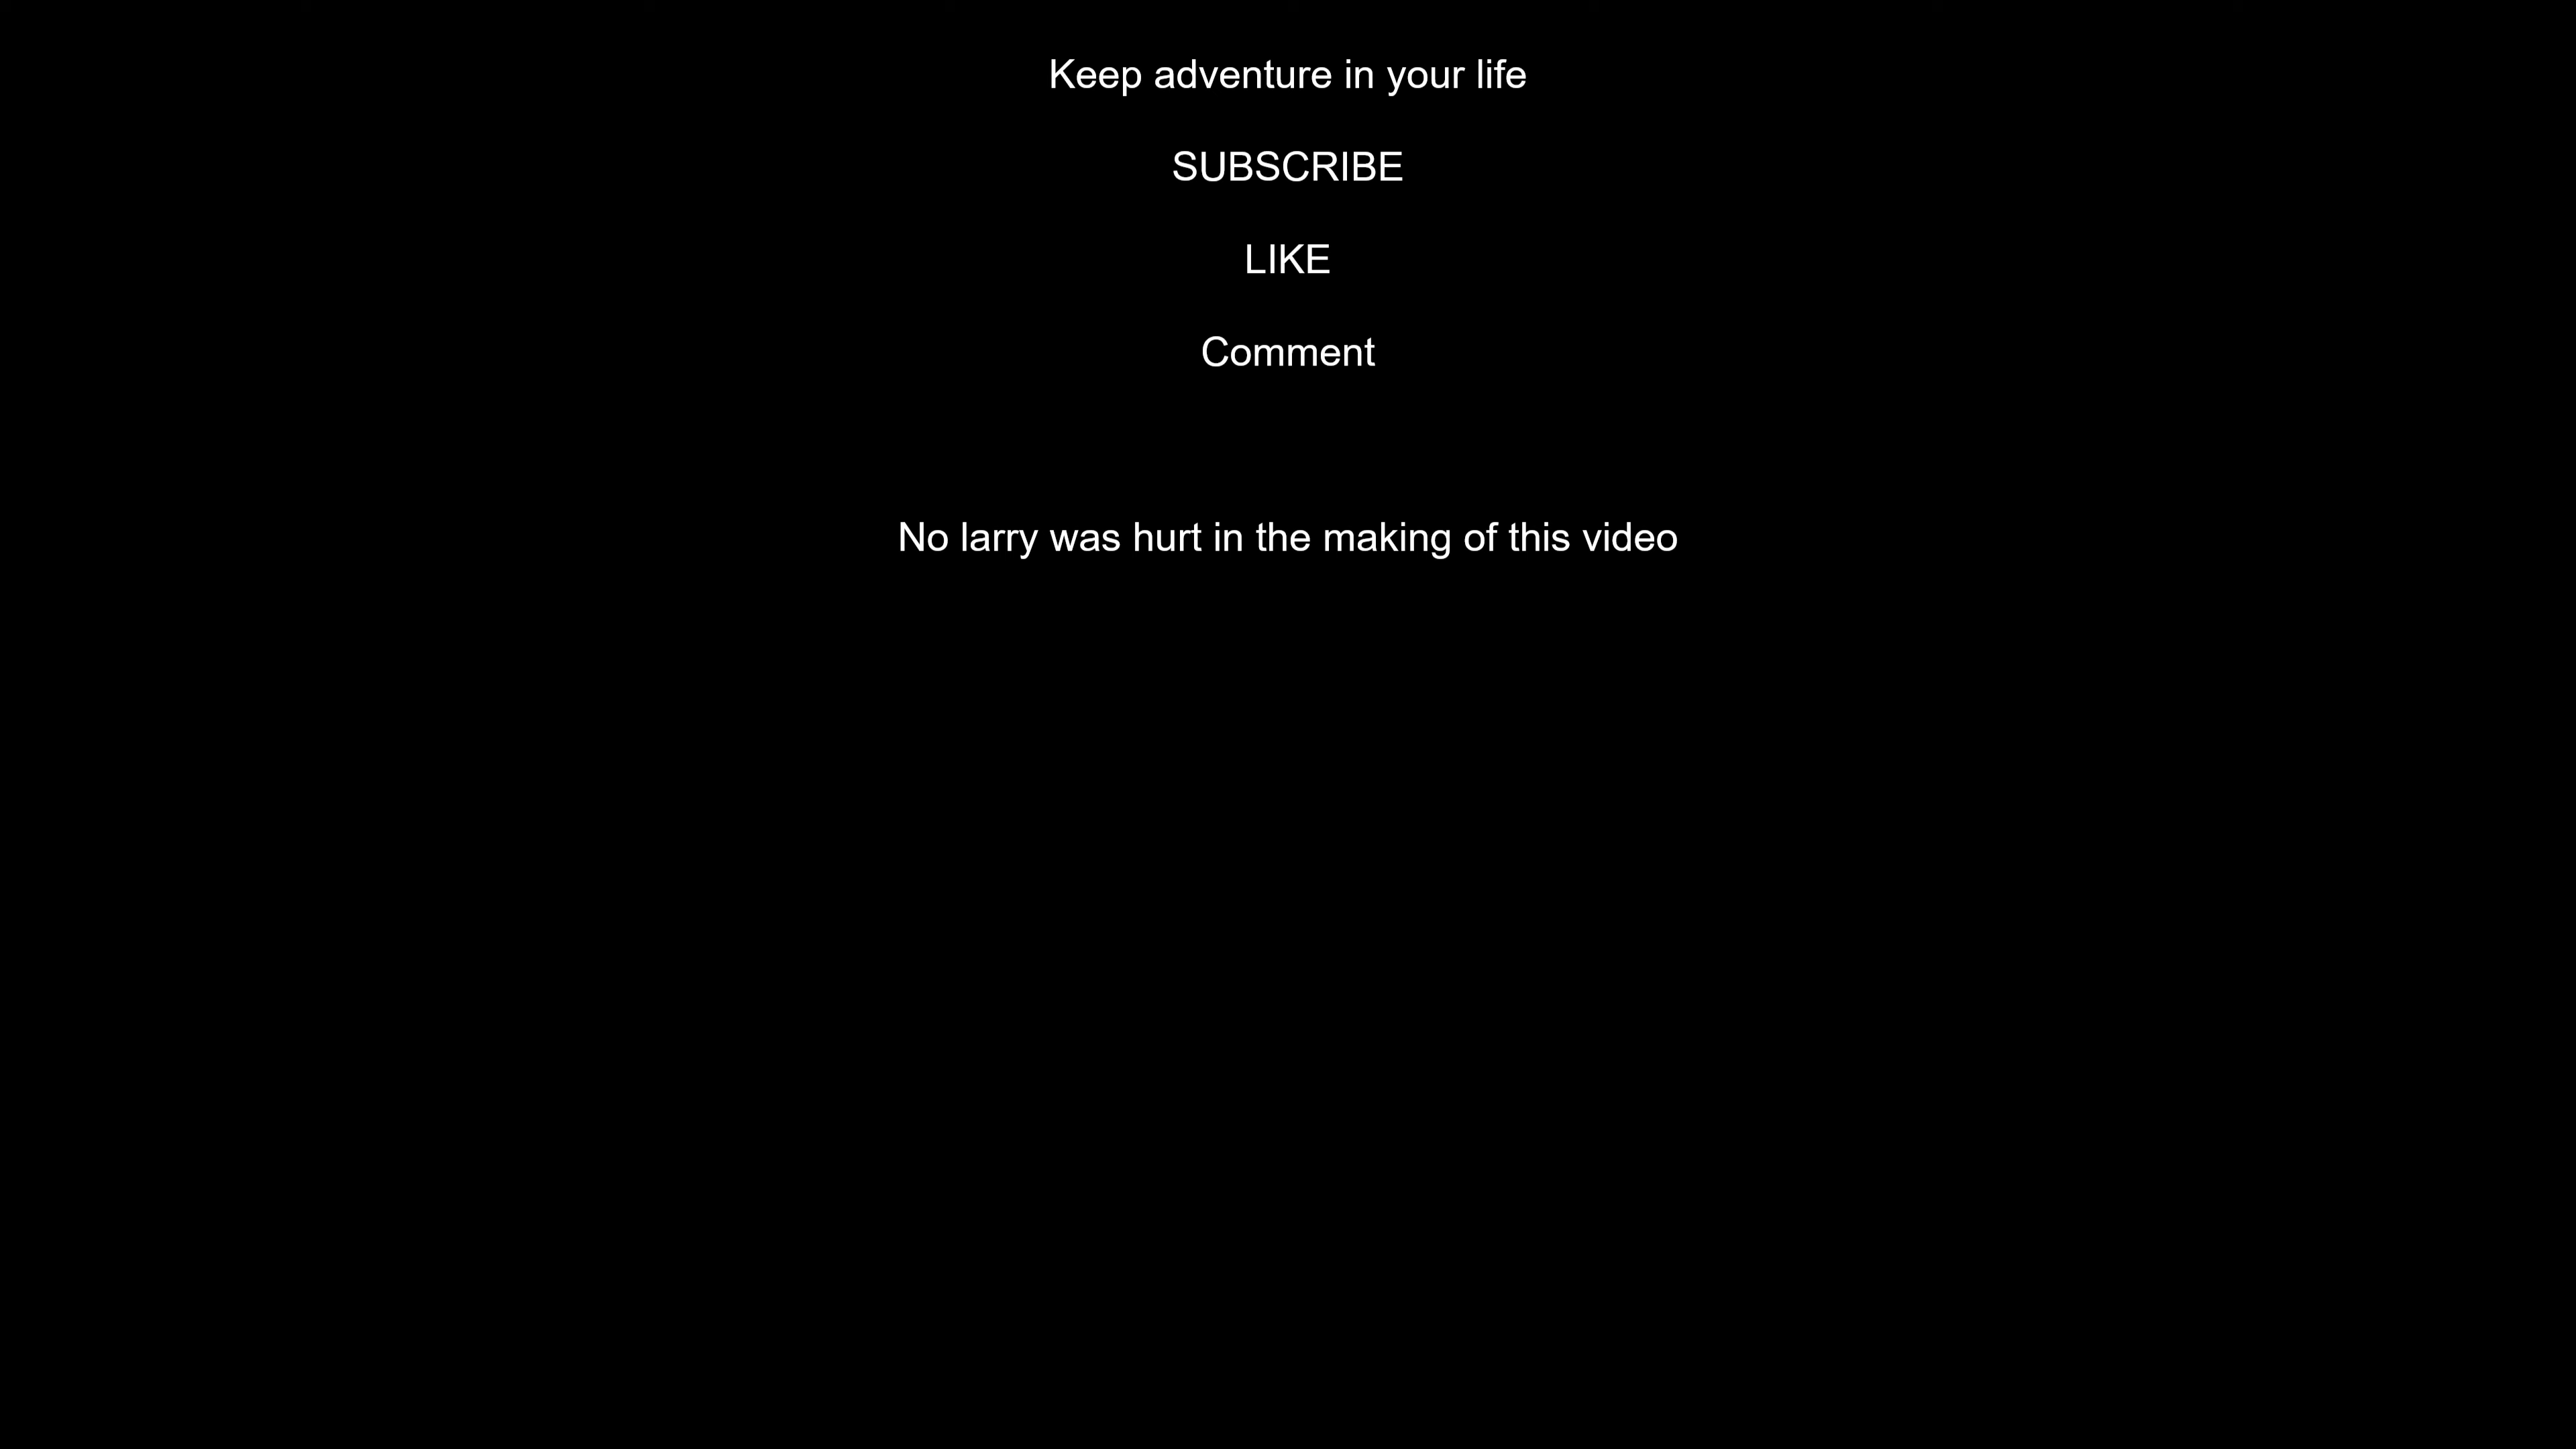 Keep adventure in your life
SUBSCRIBE
LIKE
Comment
No larry was hurt in the making of this video